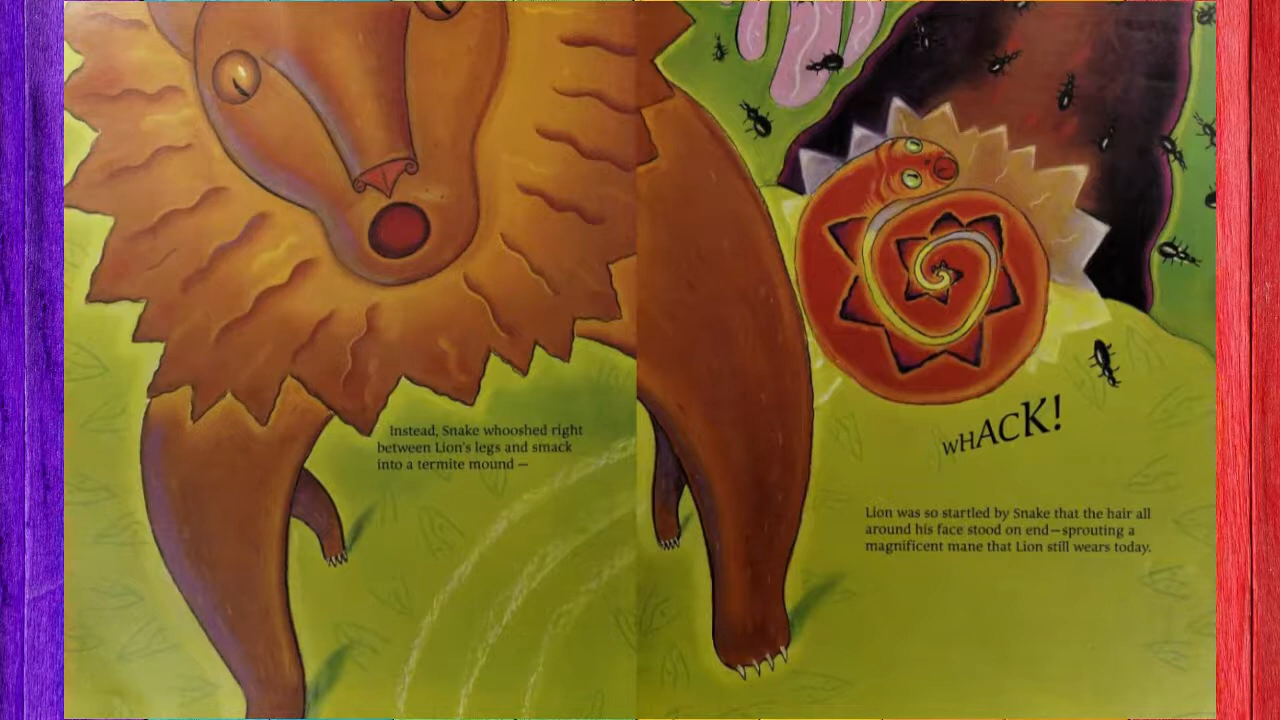 Instead, Snake whooshed right
between Lion's legs and smack
into a termite mound —
WHACK!
Lion was so startled by Snake that the hair all
around his face stood on end—sprouting a
magnificent mane that Lion still wears today.